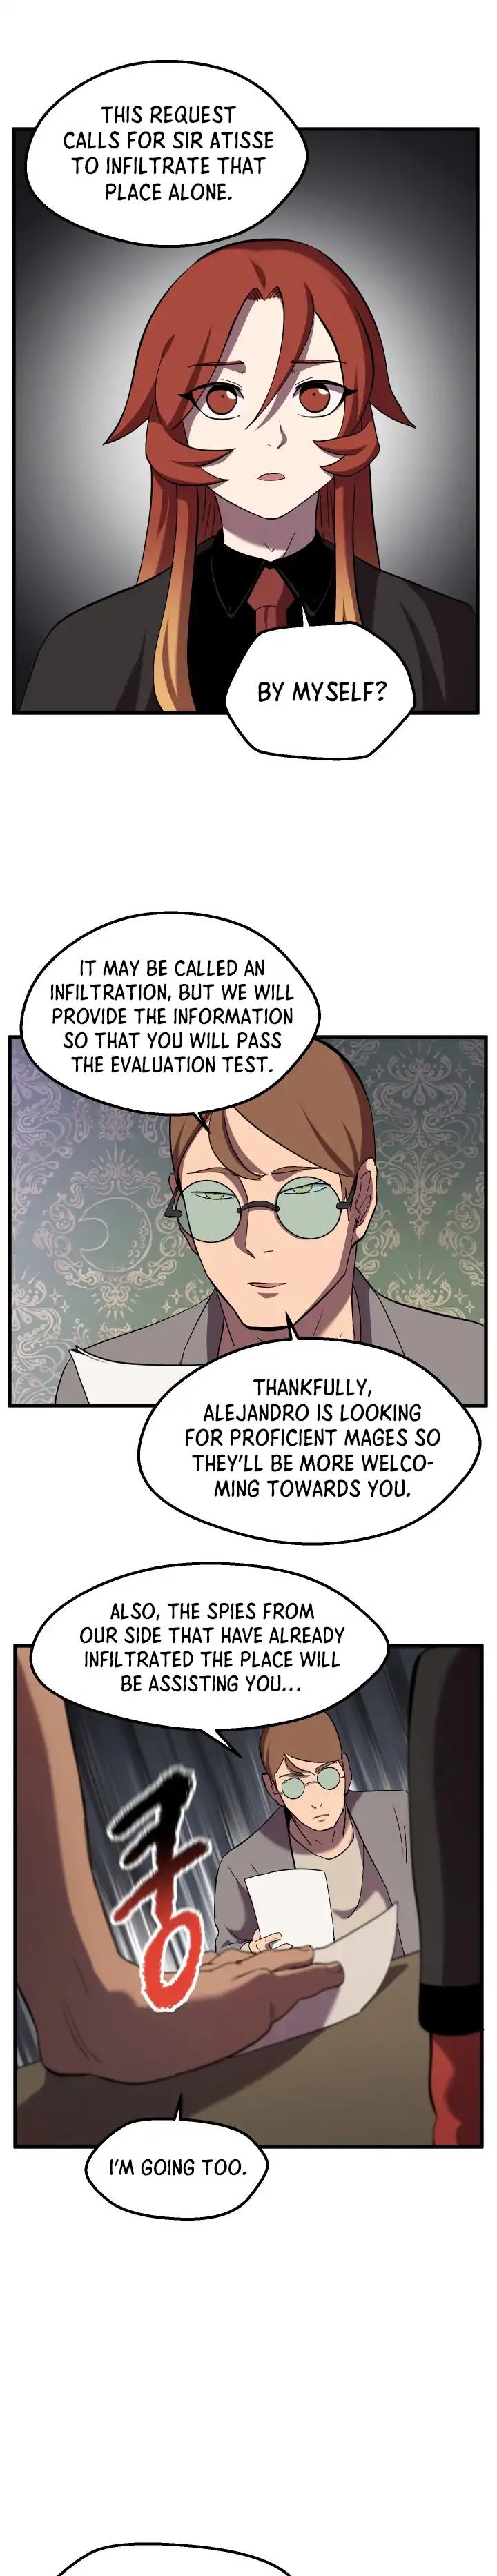 THIS REQUEST
CALLS FOR SIR ATISSE
TO INFILTRATE THAT
PLACE ALONE.
BY MYSELF?
IT MAY BE CALLED AN
INFILTRATION, BUT WE WILL
PROVIDE THE INFORMATION
SO THAT YOU WILL PASS
THE EVALUATION TEST.
THANKFULLY,
ALEJANDRO IS LOOKING
FOR PROFICIENT MAGES SO
THEY'LL BE MORE WELCO-
MING TOWARDS YOU.
ALSO, THE SPIES FROM
OUR SIDE THAT HAVE ALREADY
INFILTRATED THE PLACE WILL
BE ASSISTING YOU...
쿵
I'M GOING TOO.